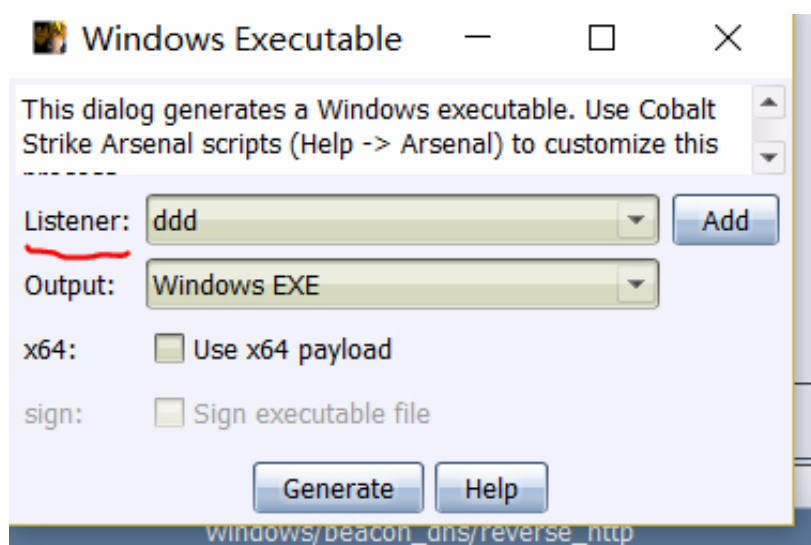 Windows Executable
This dialog generates a Windows executable. Use Cobalt
Strike Arsenal scripts (Help -> Arsenal) to customize this
Listener: ddd Add
Output: Windows EXE
x64: Use x64 payload
sign: Sign executable file
Generate Help
windows/beacon_dns/reverse_http